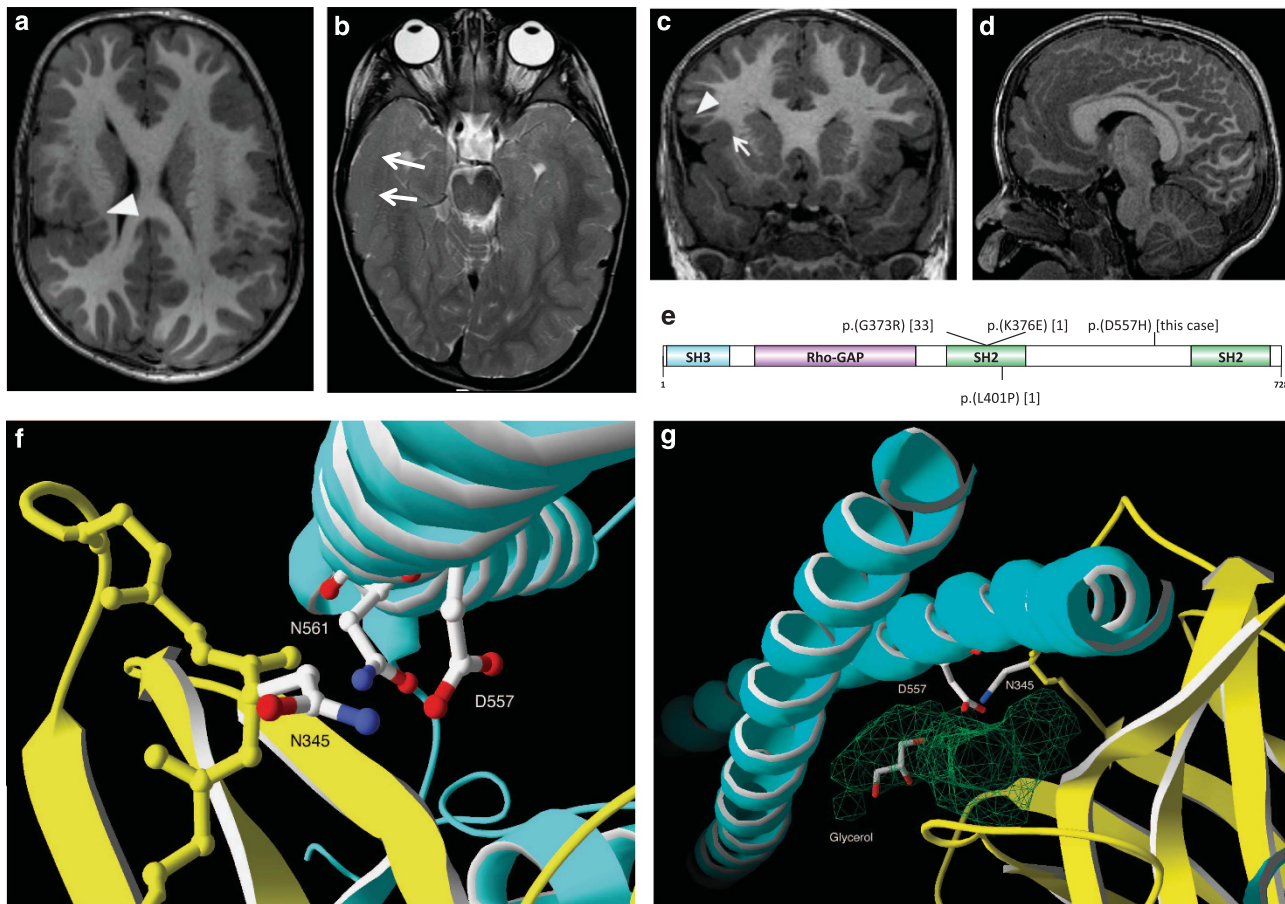 a
b
c
d
e
p.(G373R) [33]
p.(K376E) [1]
p.(D557H) [this case]
SH3
Rho-GAP
SH2
SH2
1
728
p.(L401P) [1]
f
N561
D557
N345
g
D557
N345
Glycerol